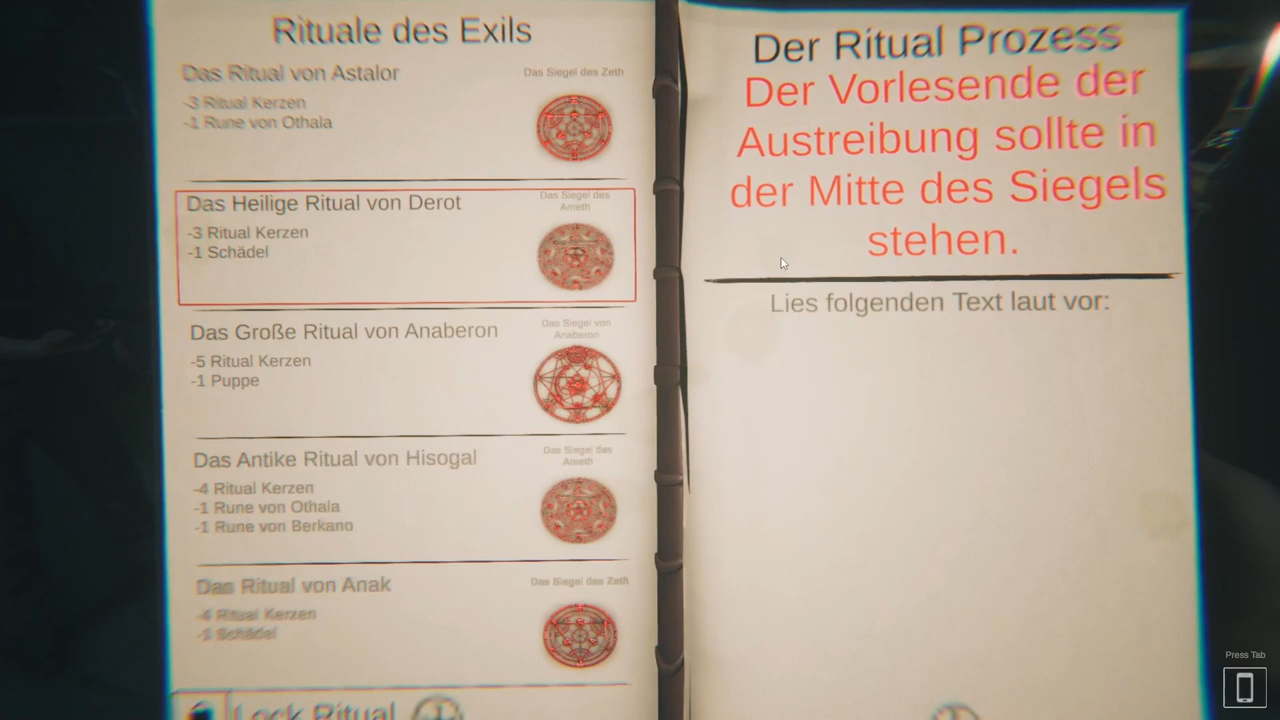 Rituale des Exils
Das Ritual von Astalor
Das Siegel des Zeth
-3 Ritual Kerzen
-1 Rune von Othala
Das Heilige Ritual von Derot
Das Siegel des
Ameth
-3 Ritual Kerzen
-1 Schädel
Das Große Ritual von Anaberon
Das Siegel von
Anaberon
-5 Ritual Kerzen
-1 Puppe
Das Antike Ritual von Hisogal
Das Siegel des
Ameth
-4 Ritual Kerzen
-1 Rune von Othala
-1 Rune von Berkano
Das Ritual von Anak
Das Siegel des Zeth
-4 Ritual Kerzen
-1 Schädel
Lock Ritual
Der Ritual Prozess
Der Vorlesende der
Austreibung sollte in
der Mitte des Siegels
stehen.
Lies folgenden Text laut vor:
Press Tab